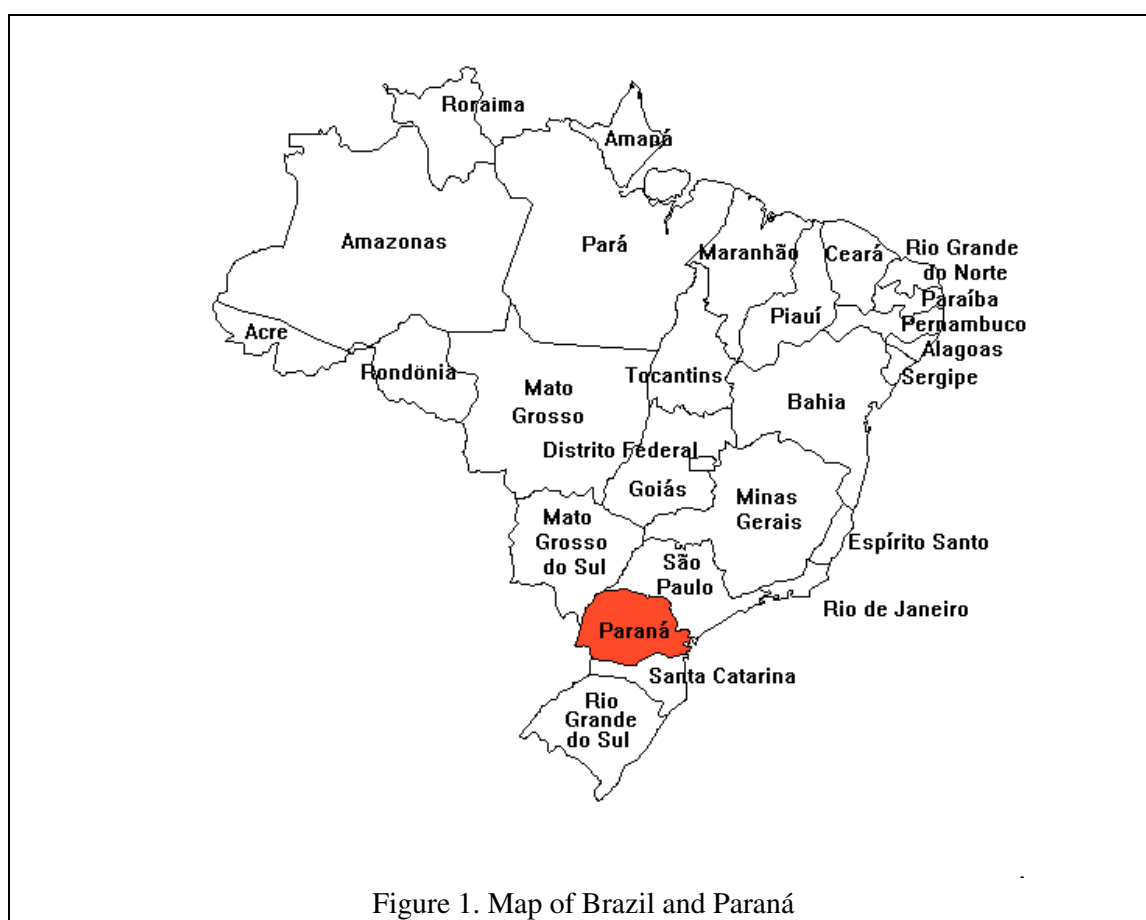 Roraima
Amapá
Amazonas
Pará
Maranhão
Ceará
Rio Grande
do Norte
Paraíba
Piauí
Pernambuco
Acre
Alagoas
Rondönia
Tocantins
Sergipe
Mato
Grosso
Bahia
Distrito Federal
Goiás
Minas
Gerais
Mato
Grosso
do Sul
Espírito Santo
São
Paulo
Rio de Janeiro
Paraná
Santa Catarina
Rio
Grande
do Sul
Figure 1. Map of Brazil and Paraná